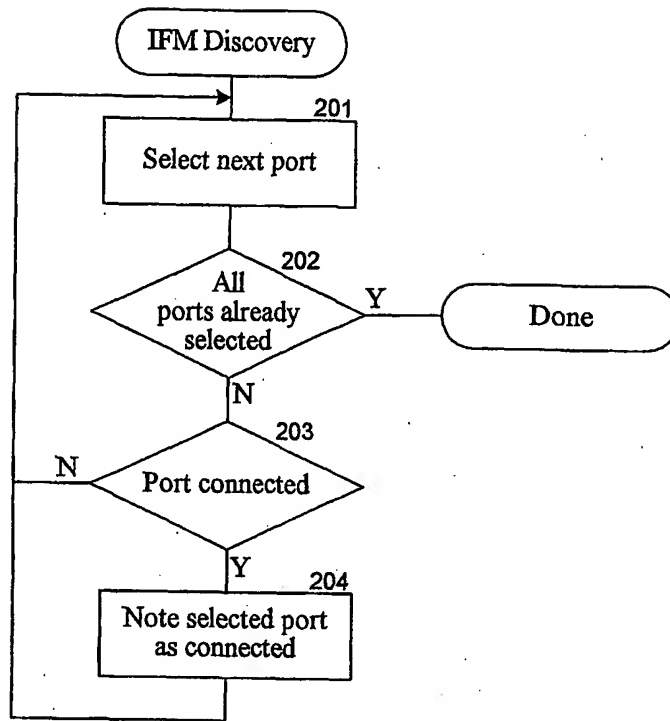 IFM Discovery
201
Select next port
202
All
ports already
selected
Y
Done
N
203
N
Port connected
Y
204
Note selected port
as connected